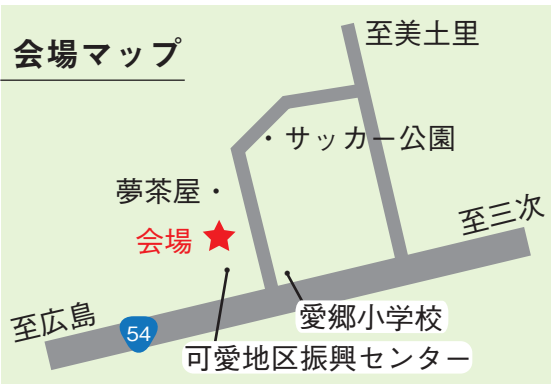 会場マップ
至美土里
・サッカー公園
夢茶屋・
会場
至三次
至広島
54
愛郷小学校
可愛地区振興センター